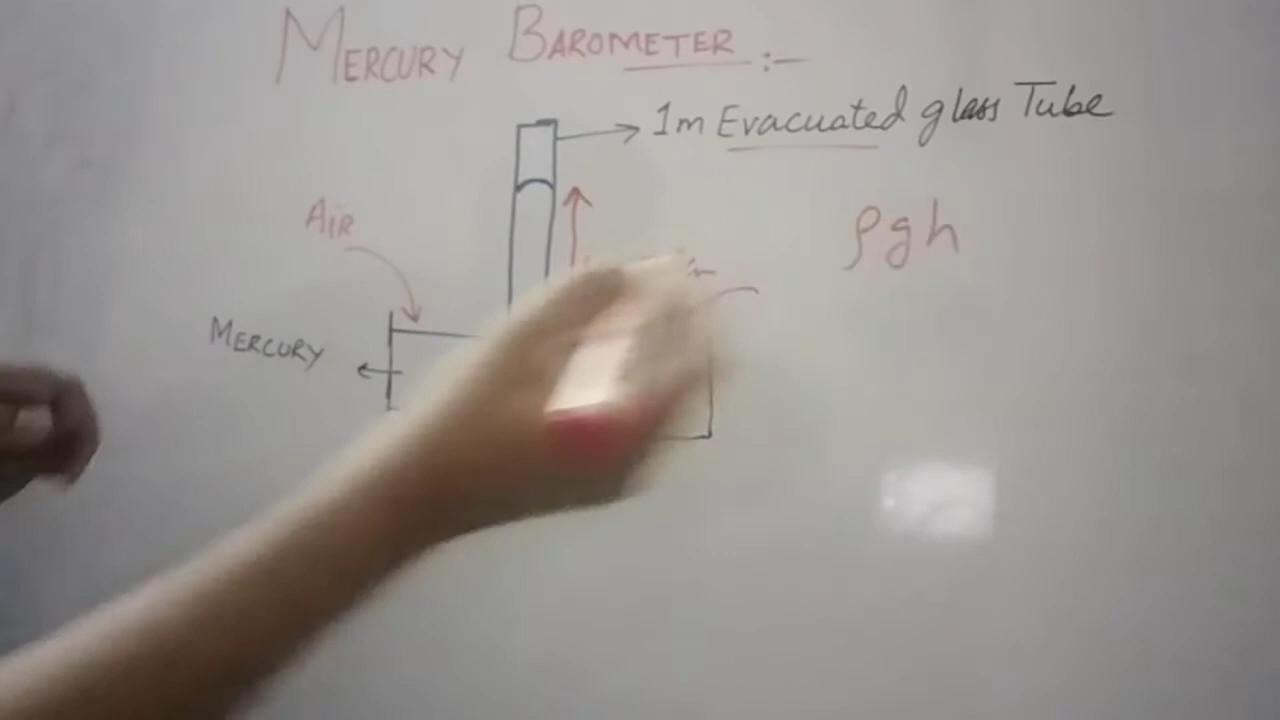 MERCURY BAROMETER :-
1m Evacuated glass Tube
AIR
ρgh
MERCURY